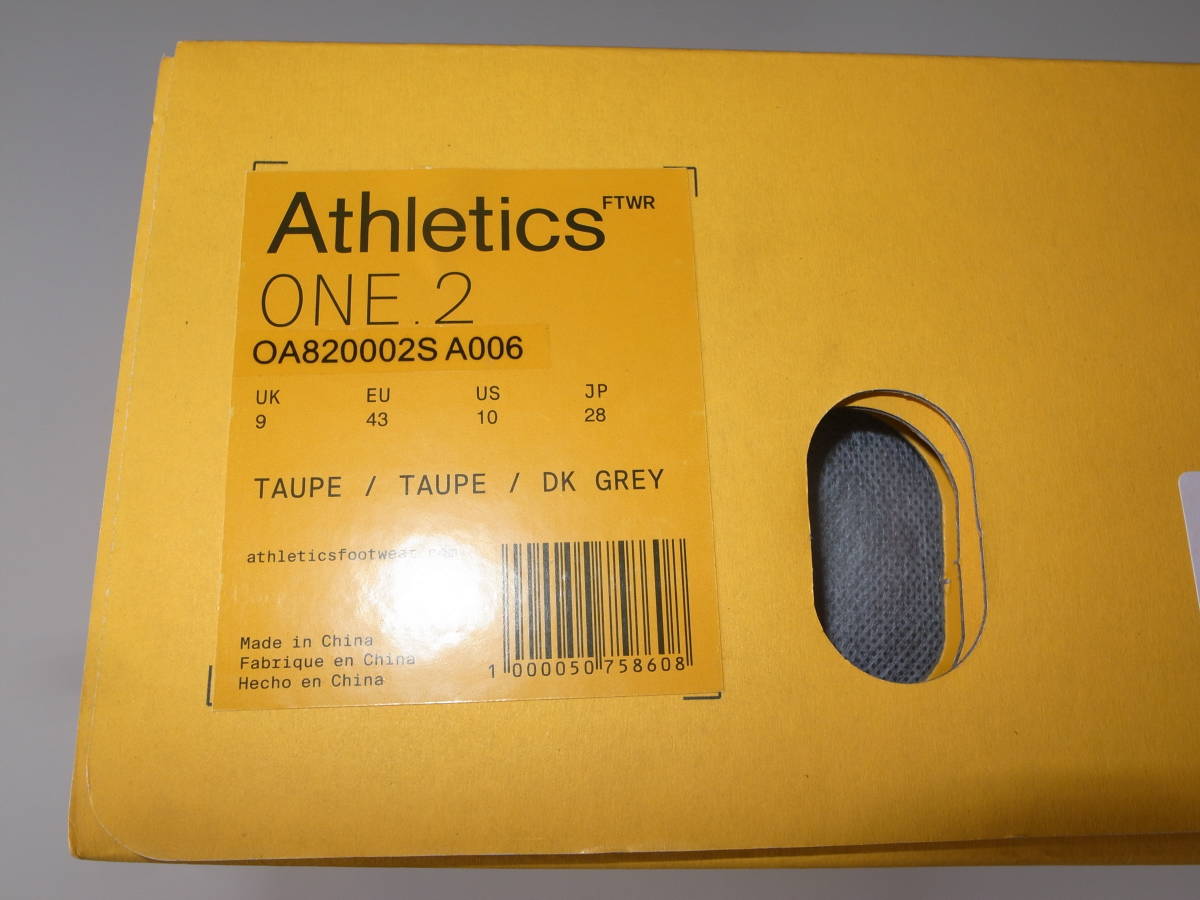 Athletics FTWR
ONE.2
OA820002S A006
UK EU US JP
9 43 10 28
TAUPE / TAUPE / DK GREY
athleticsfootwear.com
Made in China
Fabrique en China
Hecho en China
1 000050 758608